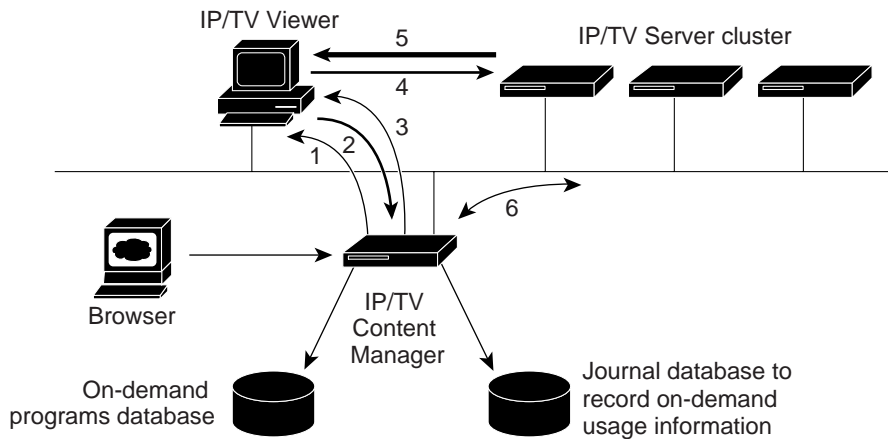 IP/TV Viewer
IP/TV Server cluster
5
4
3
2
1
6
Browser
IP/TV
Content
Manager
On-demand
programs database
Journal database to
record on-demand
usage information